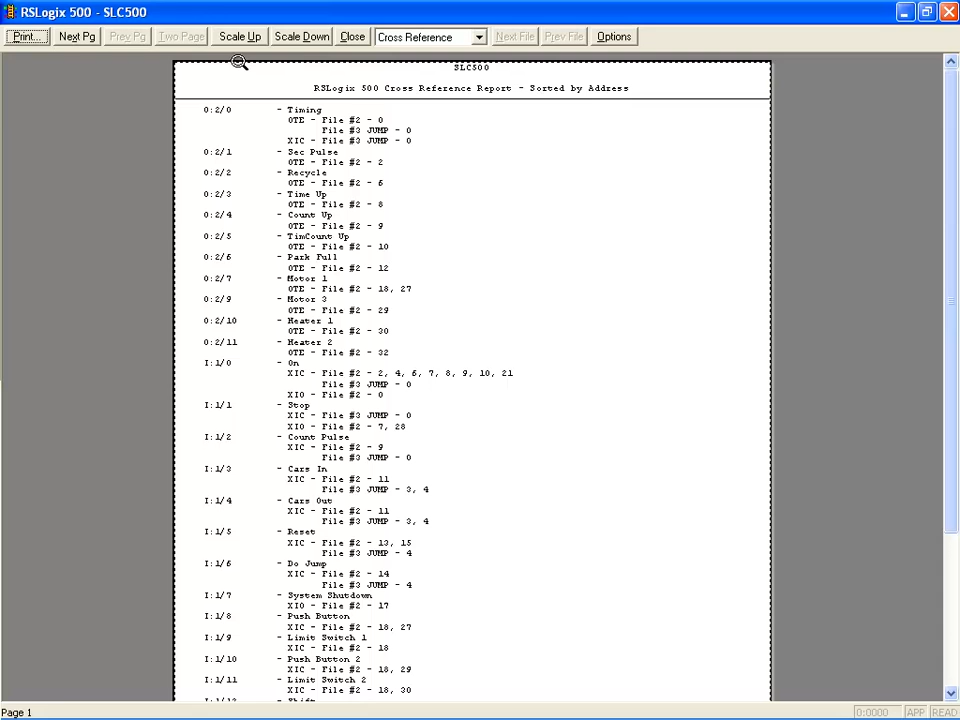 RSLogix 500 - SLC500
Print... Next Pg Prev Pg Two Page Scale Up Scale Down Close Cross Reference Next File Prev File Options
SLC500
RSLogix 500 Cross Reference Report - Sorted by Address
O:2/0 - Timing
OTE - File #2 - 0
File #3 JUMP - 0
XIC - File #3 JUMP - 0
O:2/1 - Sec Pulse
OTE - File #2 - 2
O:2/2 - Recycle
OTE - File #2 - 6
O:2/3 - Time Up
OTE - File #2 - 8
O:2/4 - Count Up
OTE - File #2 - 9
O:2/5 - TimCount Up
OTE - File #2 - 10
O:2/6 - Park Full
OTE - File #2 - 12
O:2/7 - Motor 1
OTE - File #2 - 18, 27
O:2/9 - Motor 3
OTE - File #2 - 29
O:2/10 - Heater 1
OTE - File #2 - 30
O:2/11 - Heater 2
OTE - File #2 - 32
I:1/0 - On
XIC - File #2 - 2, 4, 6, 7, 8, 9, 10, 21
File #3 JUMP - 0
XIO - File #2 - 0
I:1/1 - Stop
XIC - File #3 JUMP - 0
XIO - File #2 - 7, 28
I:1/2 - Count Pulse
XIC - File #2 - 9
File #3 JUMP - 0
I:1/3 - Cars In
XIC - File #2 - 11
File #3 JUMP - 3, 4
I:1/4 - Cars Out
XIC - File #2 - 11
File #3 JUMP - 3, 4
I:1/5 - Reset
XIC - File #2 - 13, 15
File #3 JUMP - 4
I:1/6 - Do Jump
XIC - File #2 - 14
File #3 JUMP - 4
I:1/7 - System Shutdown
XIO - File #2 - 17
I:1/8 - Push Button
XIC - File #2 - 18, 27
I:1/9 - Limit Switch 1
XIC - File #2 - 18
I:1/10 - Push Button 2
XIC - File #2 - 18, 29
I:1/11 - Limit Switch 2
XIC - File #2 - 18, 30
Page 1 0:0000 APP READ